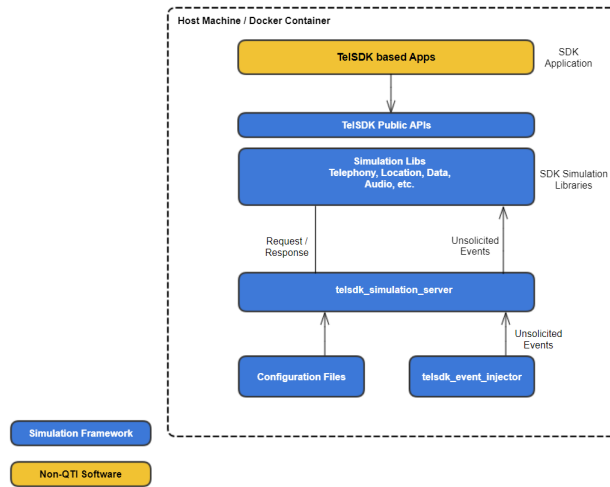 Host Machine / Docker Container
TelSDK based Apps
SDK
Application
TelSDK Public APIs
Simulation Libs
Telephony, Location, Data,
Audio, etc.
SDK Simulation
Libraries
Request /
Response
Unsolicited
Events
telsdk_simulation_server
Unsolicited
Events
Configuration Files
telsdk_event_injector
Simulation Framework
Non-QTI Software